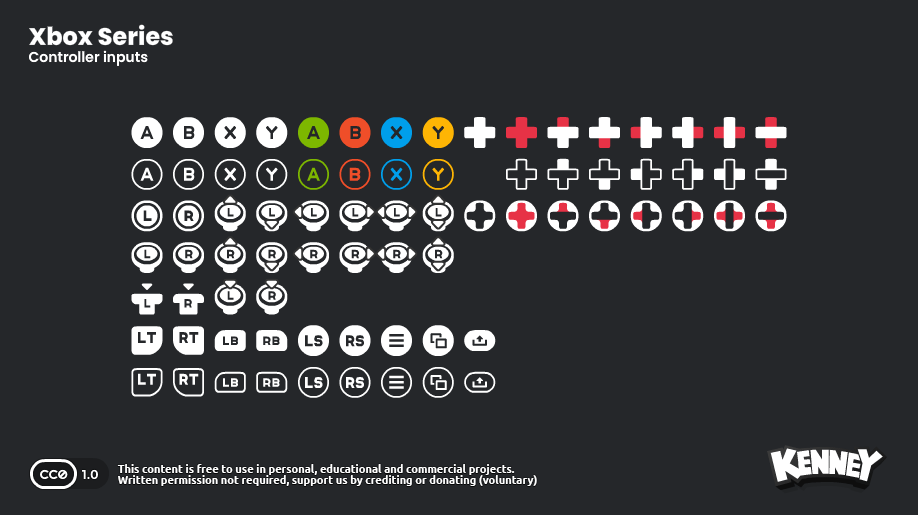 Xbox Series
Controller inputs
A B X Y A B X Y
A B X Y A B X Y
L R L L L L L L
L R R R R R R R
L R L R
LT RT LB RB LS RS
LT RT LB RB LS RS
CC0 1.0
This content is free to use in personal, educational and commercial projects.
Written permission not required, support us by crediting or donating (voluntary)
KENNEY